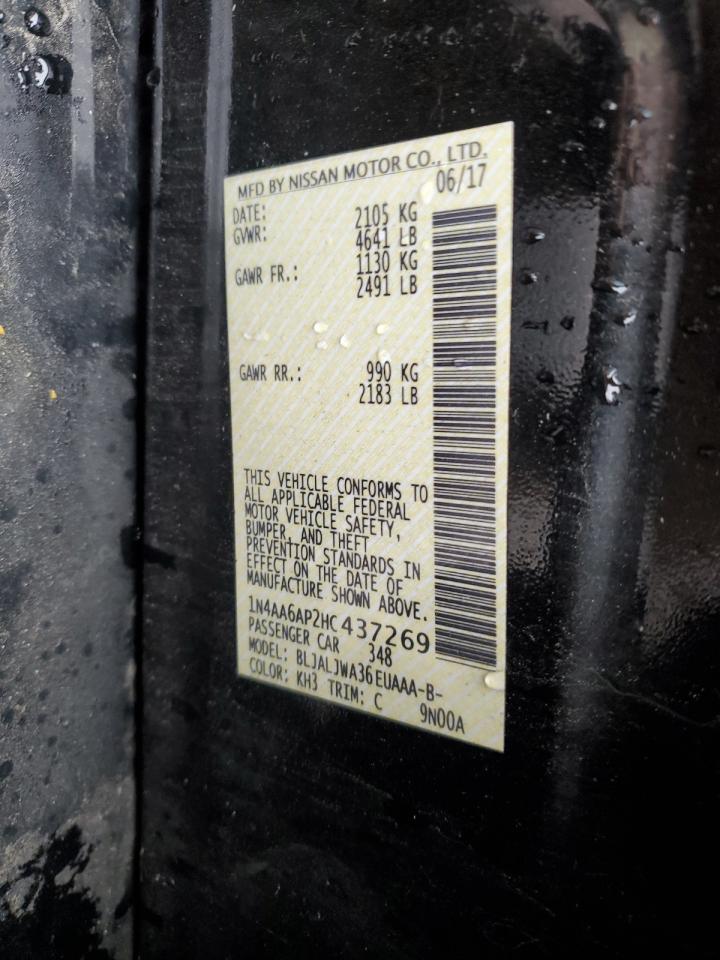 MFD BY NISSAN MOTOR CO., LTD.
DATE: 06/17
GVWR: 2105 KG
4641 LB
GAWR FR.: 1130 KG
2491 LB
GAWR RR.: 990 KG
2183 LB
THIS VEHICLE CONFORMS TO
ALL APPLICABLE FEDERAL
MOTOR VEHICLE SAFETY,
BUMPER, AND THEFT
PREVENTION STANDARDS IN
EFFECT ON THE DATE OF
MANUFACTURE SHOWN ABOVE.
1N4AA6AP2HC437269
PASSENGER CAR 348
MODEL: BLJALJWA36EUAAA-B-
COLOR: KH3 TRIM: C 9N00A